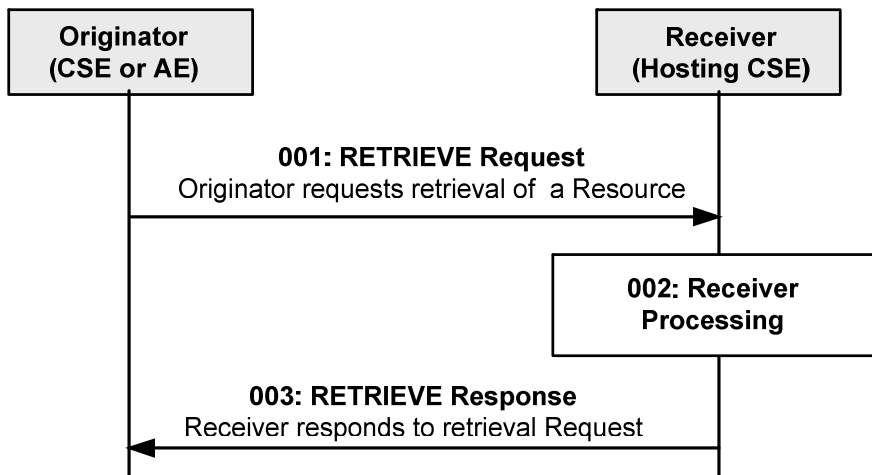 Originator
(CSE or AE)
Receiver
(Hosting CSE)
001: RETRIEVE Request
Originator requests retrieval of a Resource
002: Receiver
Processing
003: RETRIEVE Response
Receiver responds to retrieval Request